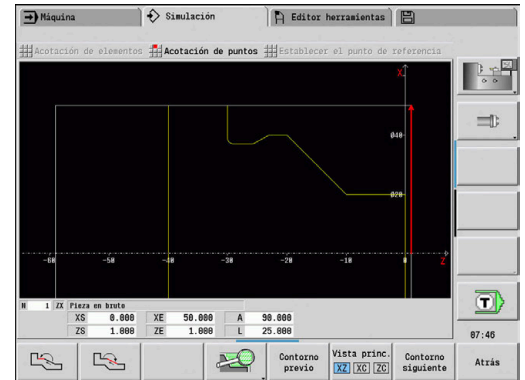 Máquina
Simulación
Editor herramientas
Acotación de elementos Acotación de puntos Establecer el punto de referencia
X
Ø40
Ø20
-60 -50 -40 -30 -20 -10 0 Z
N 1 ZX Pieza en bruto
XS 0.000 XE 50.000 A 90.000
ZS 1.000 ZE 1.000 L 25.000
T
07:46
Contorno previo
Vista princ.
XZ XC ZC
Contorno siguiente
Atrás